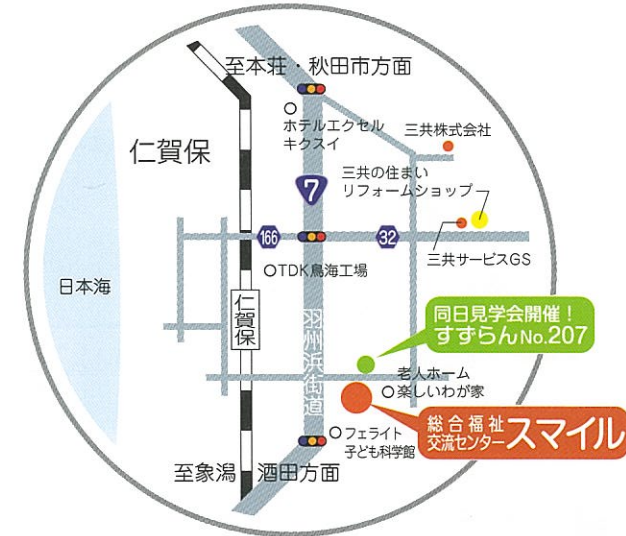 至本荘・秋田市方面
ホテルエクセル
キクスイ
三共株式会社
仁賀保
三共の住まい
リフォームショップ
7
166
32
三共サービスGS
TDK鳥海工場
日本海
仁賀保
羽州浜街道
同日見学会開催！
すずらんNo.207
老人ホーム
楽しいわが家
総合福祉
交流センター スマイル
フェライト
子ども科学館
至象潟 酒田方面